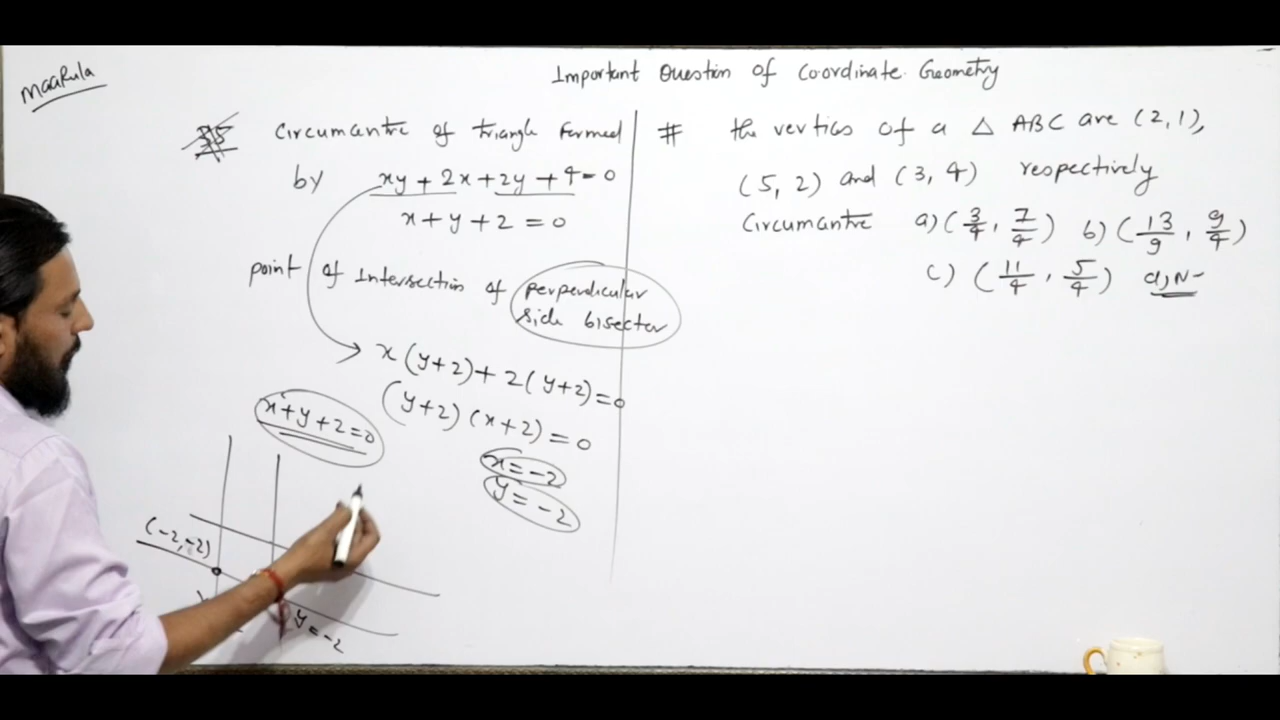 maaRula
Important Question of Coordinate Geometry
Circumcentre of triangle formed
by xy + 2x + 2y + 4 = 0
x + y + 2 = 0
point of Intersection of perpendicular
side bisector
x(y+2) + 2(y+2) = 0
(y+2)(x+2) = 0
x = -2
y = -2
x+y+2=0
(-2,-2)
y=-2
# the vertics of a △ ABC are (2,1),
(5, 2) and (3, 4) respectively
Circumcentre a) (3/4, 7/4) b) (13/9, 9/4)
c) (11/4, 5/4) d) N-